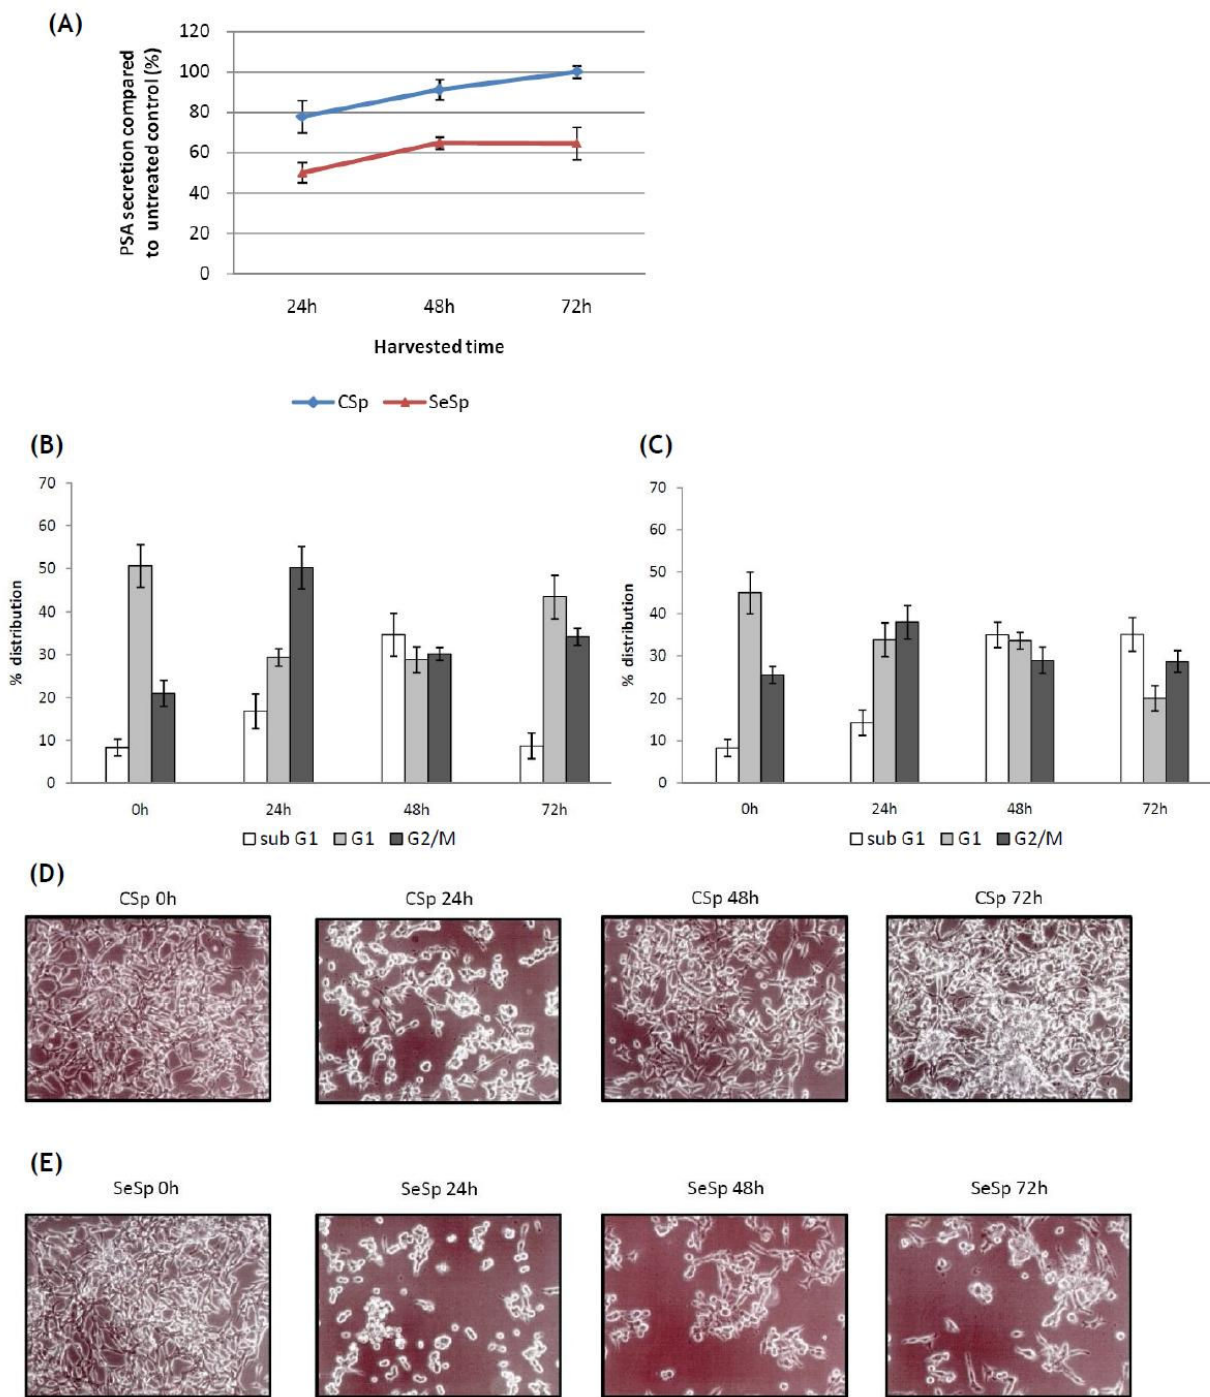 (A)
120
100
80
60
40
20
0
PSA secretion compared
to untreated control (%)
24h 48h 72h
Harvested time
CSp SeSp
(B)
70
60
50
40
30
20
10
0
% distribution
0h 24h 48h 72h
sub G1 G1 G2/M
(C)
70
60
50
40
30
20
10
0
% distribution
0h 24h 48h 72h
sub G1 G1 G2/M
(D)
CSp 0h CSp 24h CSp 48h CSp 72h
(E)
SeSp 0h SeSp 24h SeSp 48h SeSp 72h